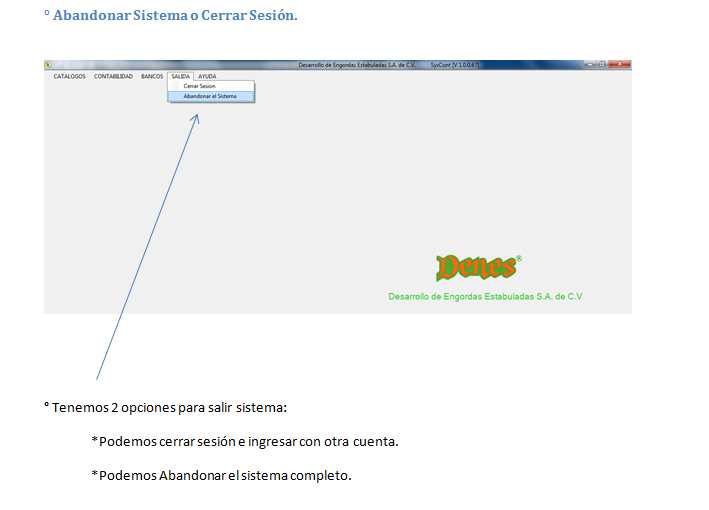 ° Abandonar Sistema o Cerrar Sesión.
Desarrollo de Engordas Estabuladas S.A. de C.V. SysCont [V 1.0.0.67]
CATALOGOS CONTABILIDAD BANCOS SALIDA AYUDA
Cerrar Sesion
Abandonar el Sistema
Denes®
Desarrollo de Engordas Estabuladas S.A. de C.V
° Tenemos 2 opciones para salir sistema:
*Podemos cerrar sesión e ingresar con otra cuenta.
*Podemos Abandonar el sistema completo.